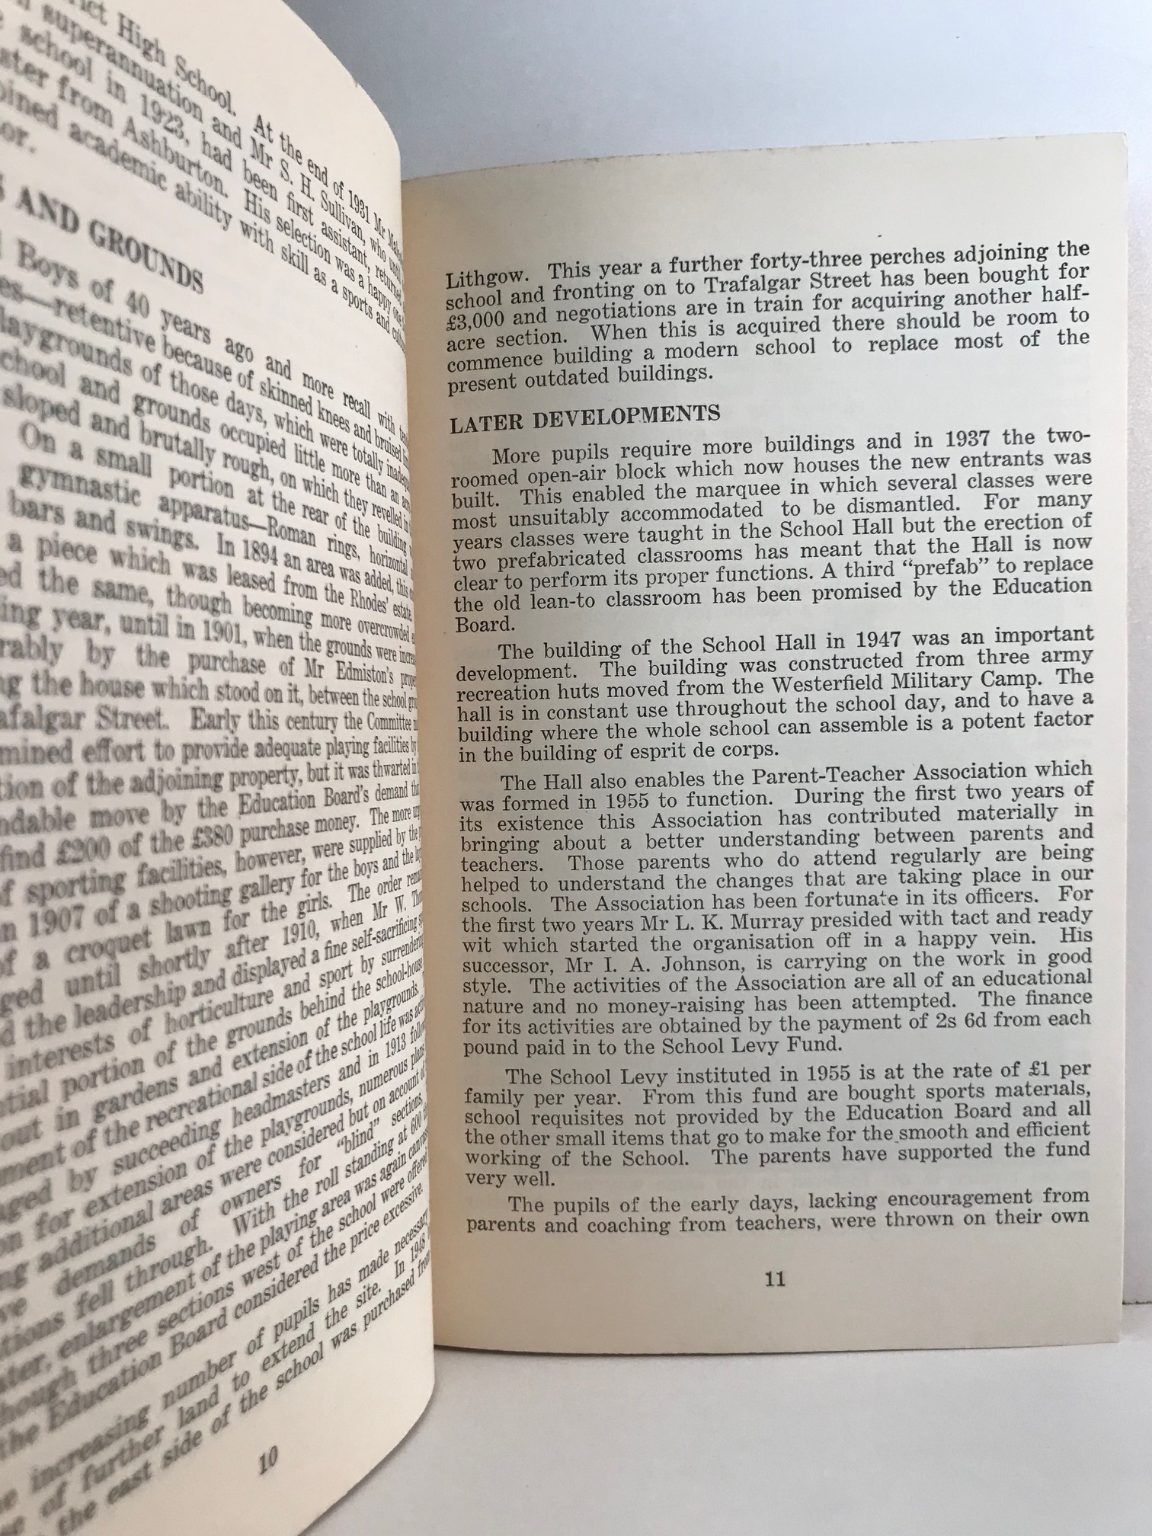 High School. At the end of 1931 Mr
superannuation and Mr S. H. Sullivan, who
school in 1923, had been first assistant,
from Ashburton. His selection was a happy
academic ability with skill as a sports and
AND GROUNDS
Boys of 40 years ago and more recall with
retentive because of skinned knees and bruised
playgrounds of those days, which were totally
school and grounds occupied little more than an
sloped and brutally rough, on which they revelled
On a small portion at the rear of the building
gymnastic apparatus—Roman rings, horizontal
bars and swings. In 1894 an area was added, this
a piece which was leased from the Rhodes' estate.
the same, though becoming more overcrowded
year, until in 1901, when the grounds were
by the purchase of Mr Edmiston's
the house which stood on it, between the school
Trafalgar Street. Early this century the Committee
effort to provide adequate playing facilities by
of the adjoining property, but it was thwarted in
move by the Education Board's demand
find £200 of the £380 purchase money. The more
of sporting facilities, however, were supplied by the
in 1907 of a shooting gallery for the boys and the
of a croquet lawn for the girls. The order
until shortly after 1910, when Mr W.
the leadership and displayed a fine self-sacrificing
interests of horticulture and sport by
portion of the grounds behind the school-house
out in gardens and extension of the playgrounds.
of the recreational side of the school life was
by succeeding headmasters and in 1913
for extension of the playgrounds, numerous
additional areas were considered but on account of
demands of owners for "blind" sections,
fell through. With the roll standing at 600
enlargement of the playing area was again
three sections west of the school were
the Education Board considered the price excessive.
increasing number of pupils has made necessary
of further land to extend the site. In 1948
the east side of the school was purchased from
10
Lithgow. This year a further forty-three perches adjoining the
school and fronting on to Trafalgar Street has been bought for
£3,000 and negotiations are in train for acquiring another half-
acre section. When this is acquired there should be room to
commence building a modern school to replace most of the
present outdated buildings.
LATER DEVELOPMENTS
More pupils require more buildings and in 1937 the two-
roomed open-air block which now houses the new entrants was
built. This enabled the marquee in which several classes were
most unsuitably accommodated to be dismantled. For many
years classes were taught in the School Hall but the erection of
two prefabricated classrooms has meant that the Hall is now
clear to perform its proper functions. A third "prefab" to replace
the old lean-to classroom has been promised by the Education
Board.
The building of the School Hall in 1947 was an important
development. The building was constructed from three army
recreation huts moved from the Westerfield Military Camp. The
hall is in constant use throughout the school day, and to have a
building where the whole school can assemble is a potent factor
in the building of esprit de corps.
The Hall also enables the Parent-Teacher Association which
was formed in 1955 to function. During the first two years of
its existence this Association has contributed materially in
bringing about a better understanding between parents and
teachers. Those parents who do attend regularly are being
helped to understand the changes that are taking place in our
schools. The Association has been fortunate in its officers. For
the first two years Mr L. K. Murray presided with tact and ready
wit which started the organisation off in a happy vein. His
successor, Mr I. A. Johnson, is carrying on the work in good
style. The activities of the Association are all of an educational
nature and no money-raising has been attempted. The finance
for its activities are obtained by the payment of 2s 6d from each
pound paid in to the School Levy Fund.
The School Levy instituted in 1955 is at the rate of £1 per
family per year. From this fund are bought sports materials,
school requisites not provided by the Education Board and all
the other small items that go to make for the smooth and efficient
working of the School. The parents have supported the fund
very well.
The pupils of the early days, lacking encouragement from
parents and coaching from teachers, were thrown on their own
11